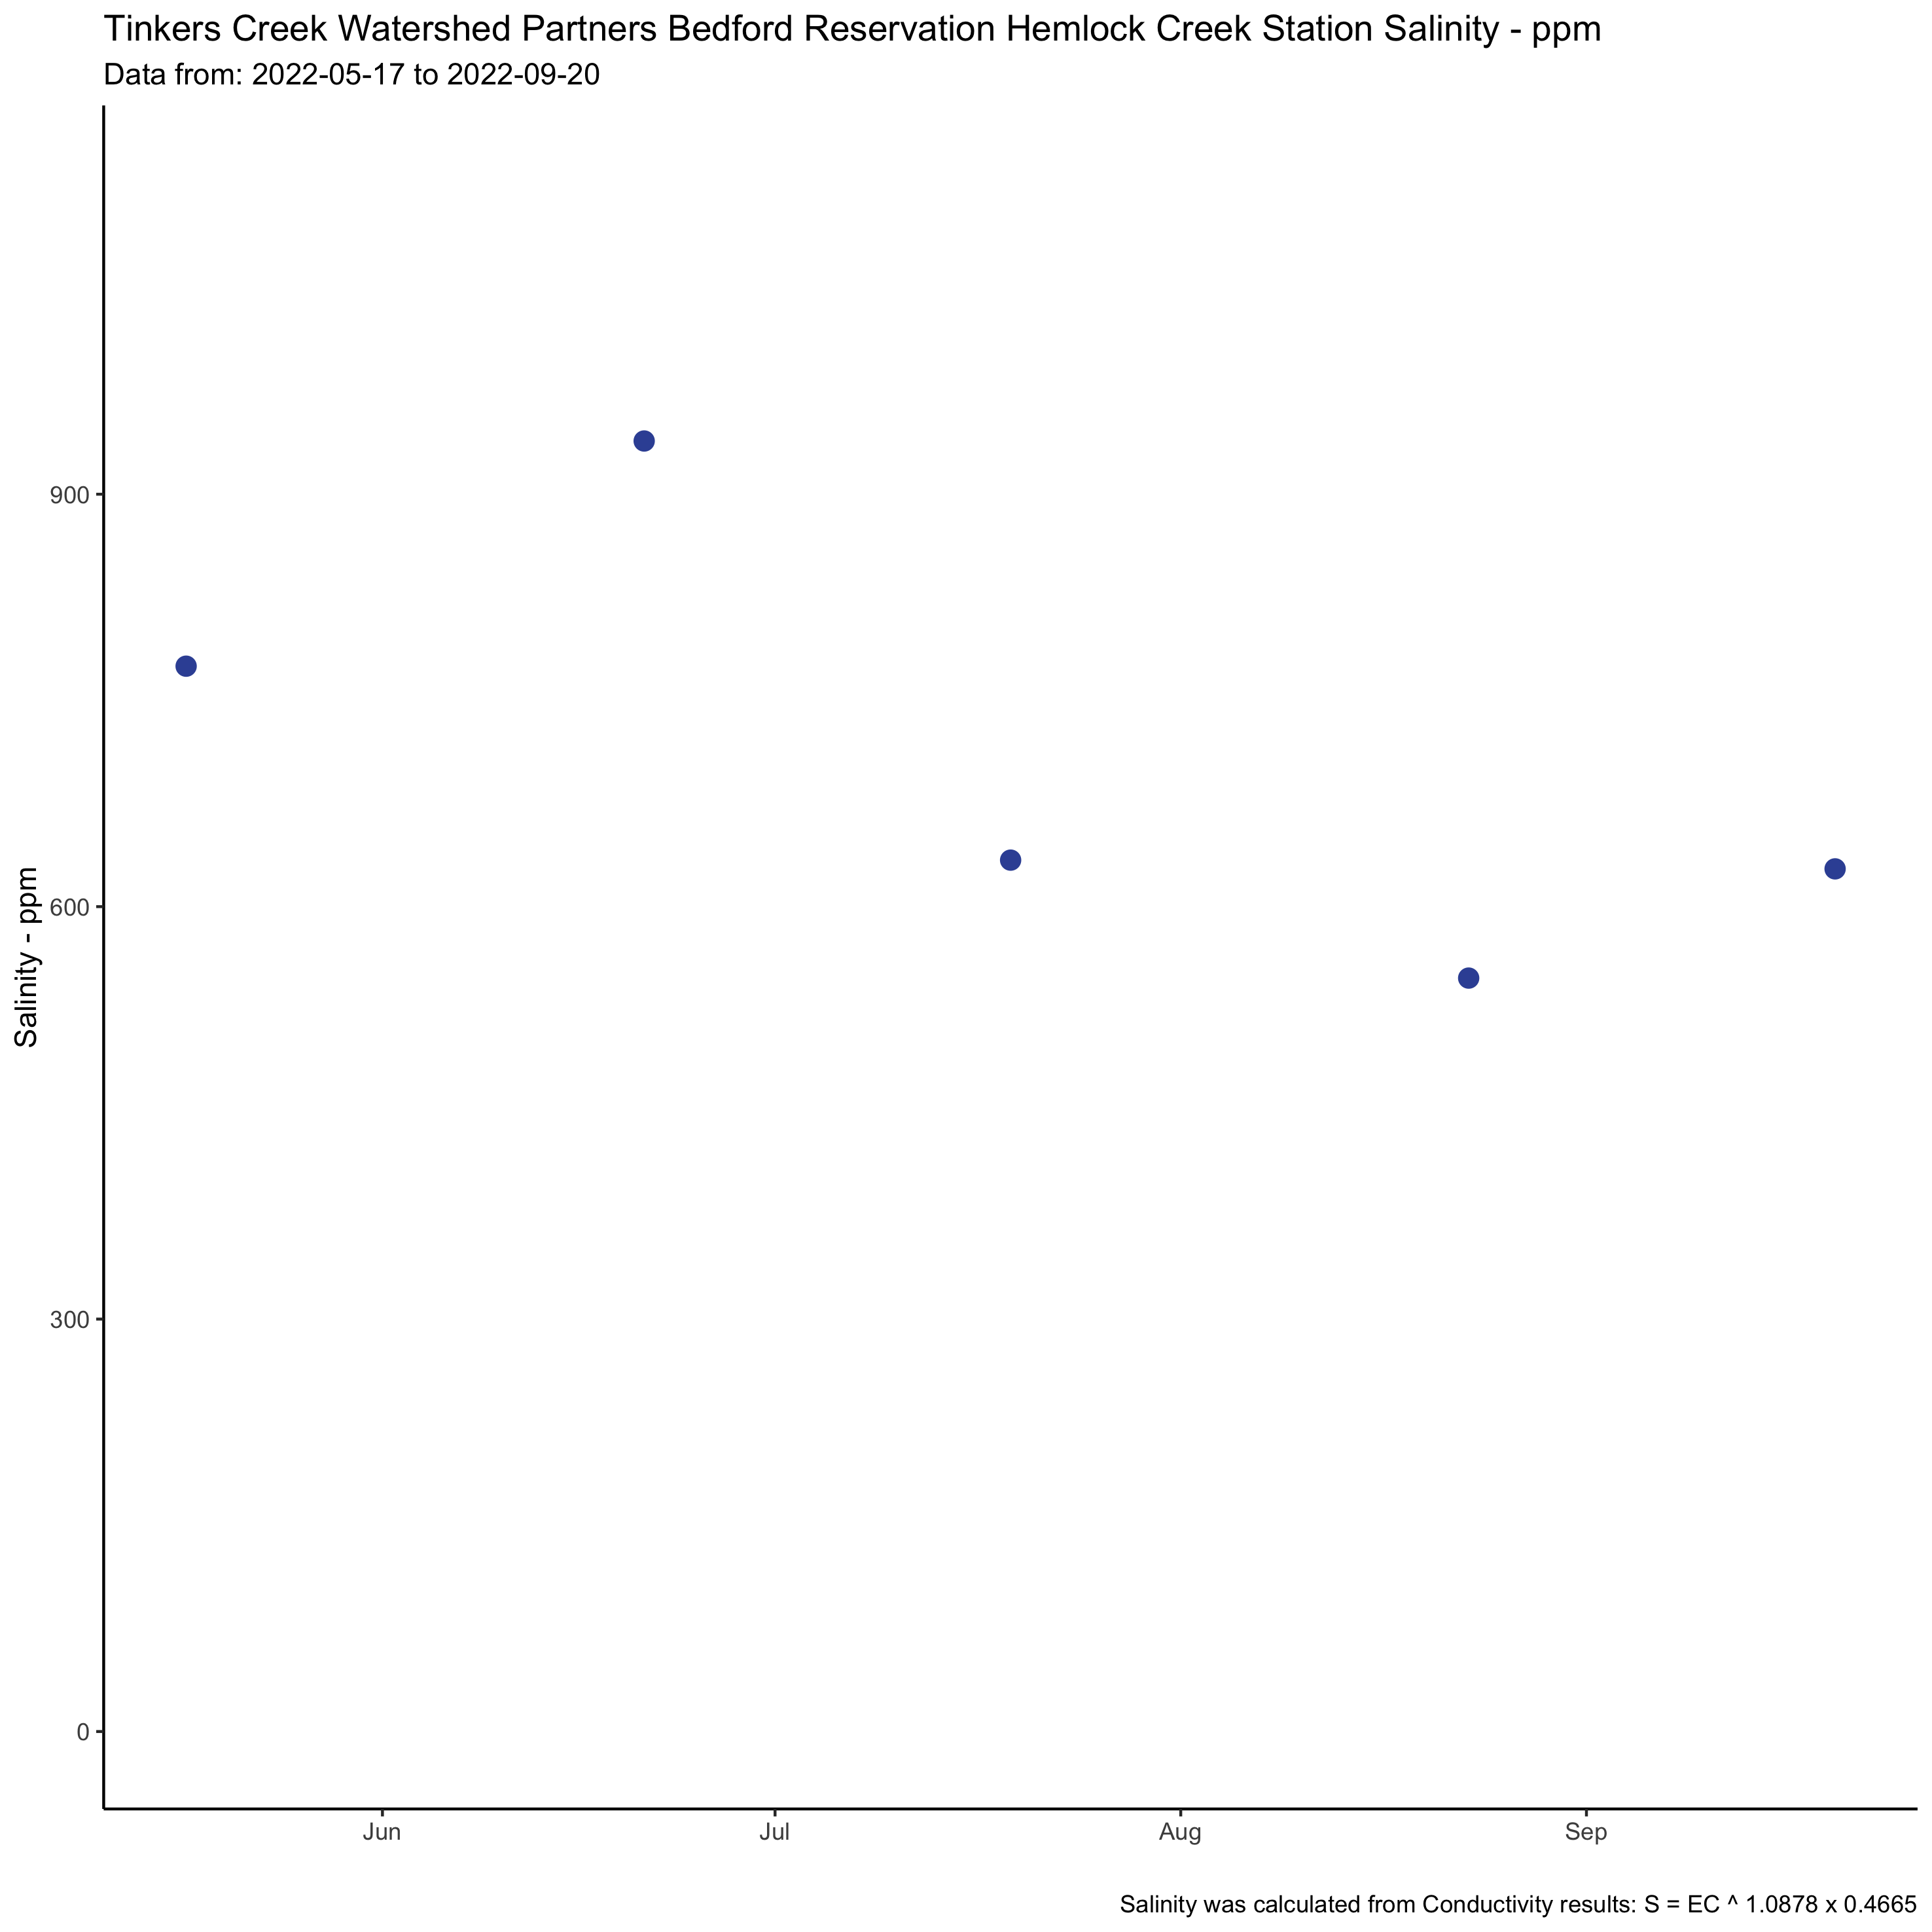 Tinkers Creek Watershed Partners Bedford Reservation Hemlock Creek Station Salinity - ppm
Data from: 2022-05-17 to 2022-09-20
Salinity - ppm
900
600
300
0
Jun
Jul
Aug
Sep
Salinity was calculated from Conductivity results: S = EC ^ 1.0878 x 0.4665